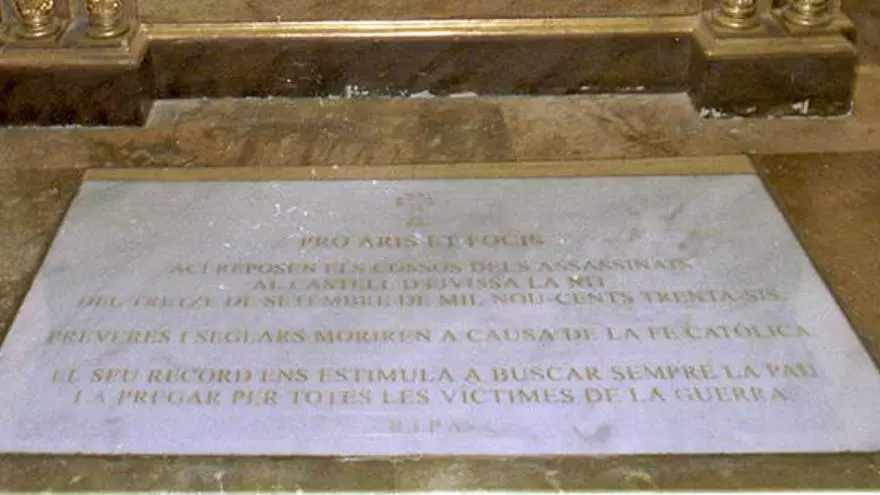 PRO ARIS ET FOCIS
ACI REPOSEN ELS COSSOS DELS ASSASSINATS
AL CASTELL D'EIVISSA LA NIT
DEL TRETZE DE SETEMBRE DE MIL NOU-CENTS TRENTA-SIS.
PREVERES I SEGLARS MORIREN A CAUSA DE LA FE CATÒLICA
EL SEU RECORD ENS ESTIMULA A BUSCAR SEMPRE LA PAU
I A PREGAR PER TOTES LES VÍCTIMES DE LA GUERRA
R.I.P.A.